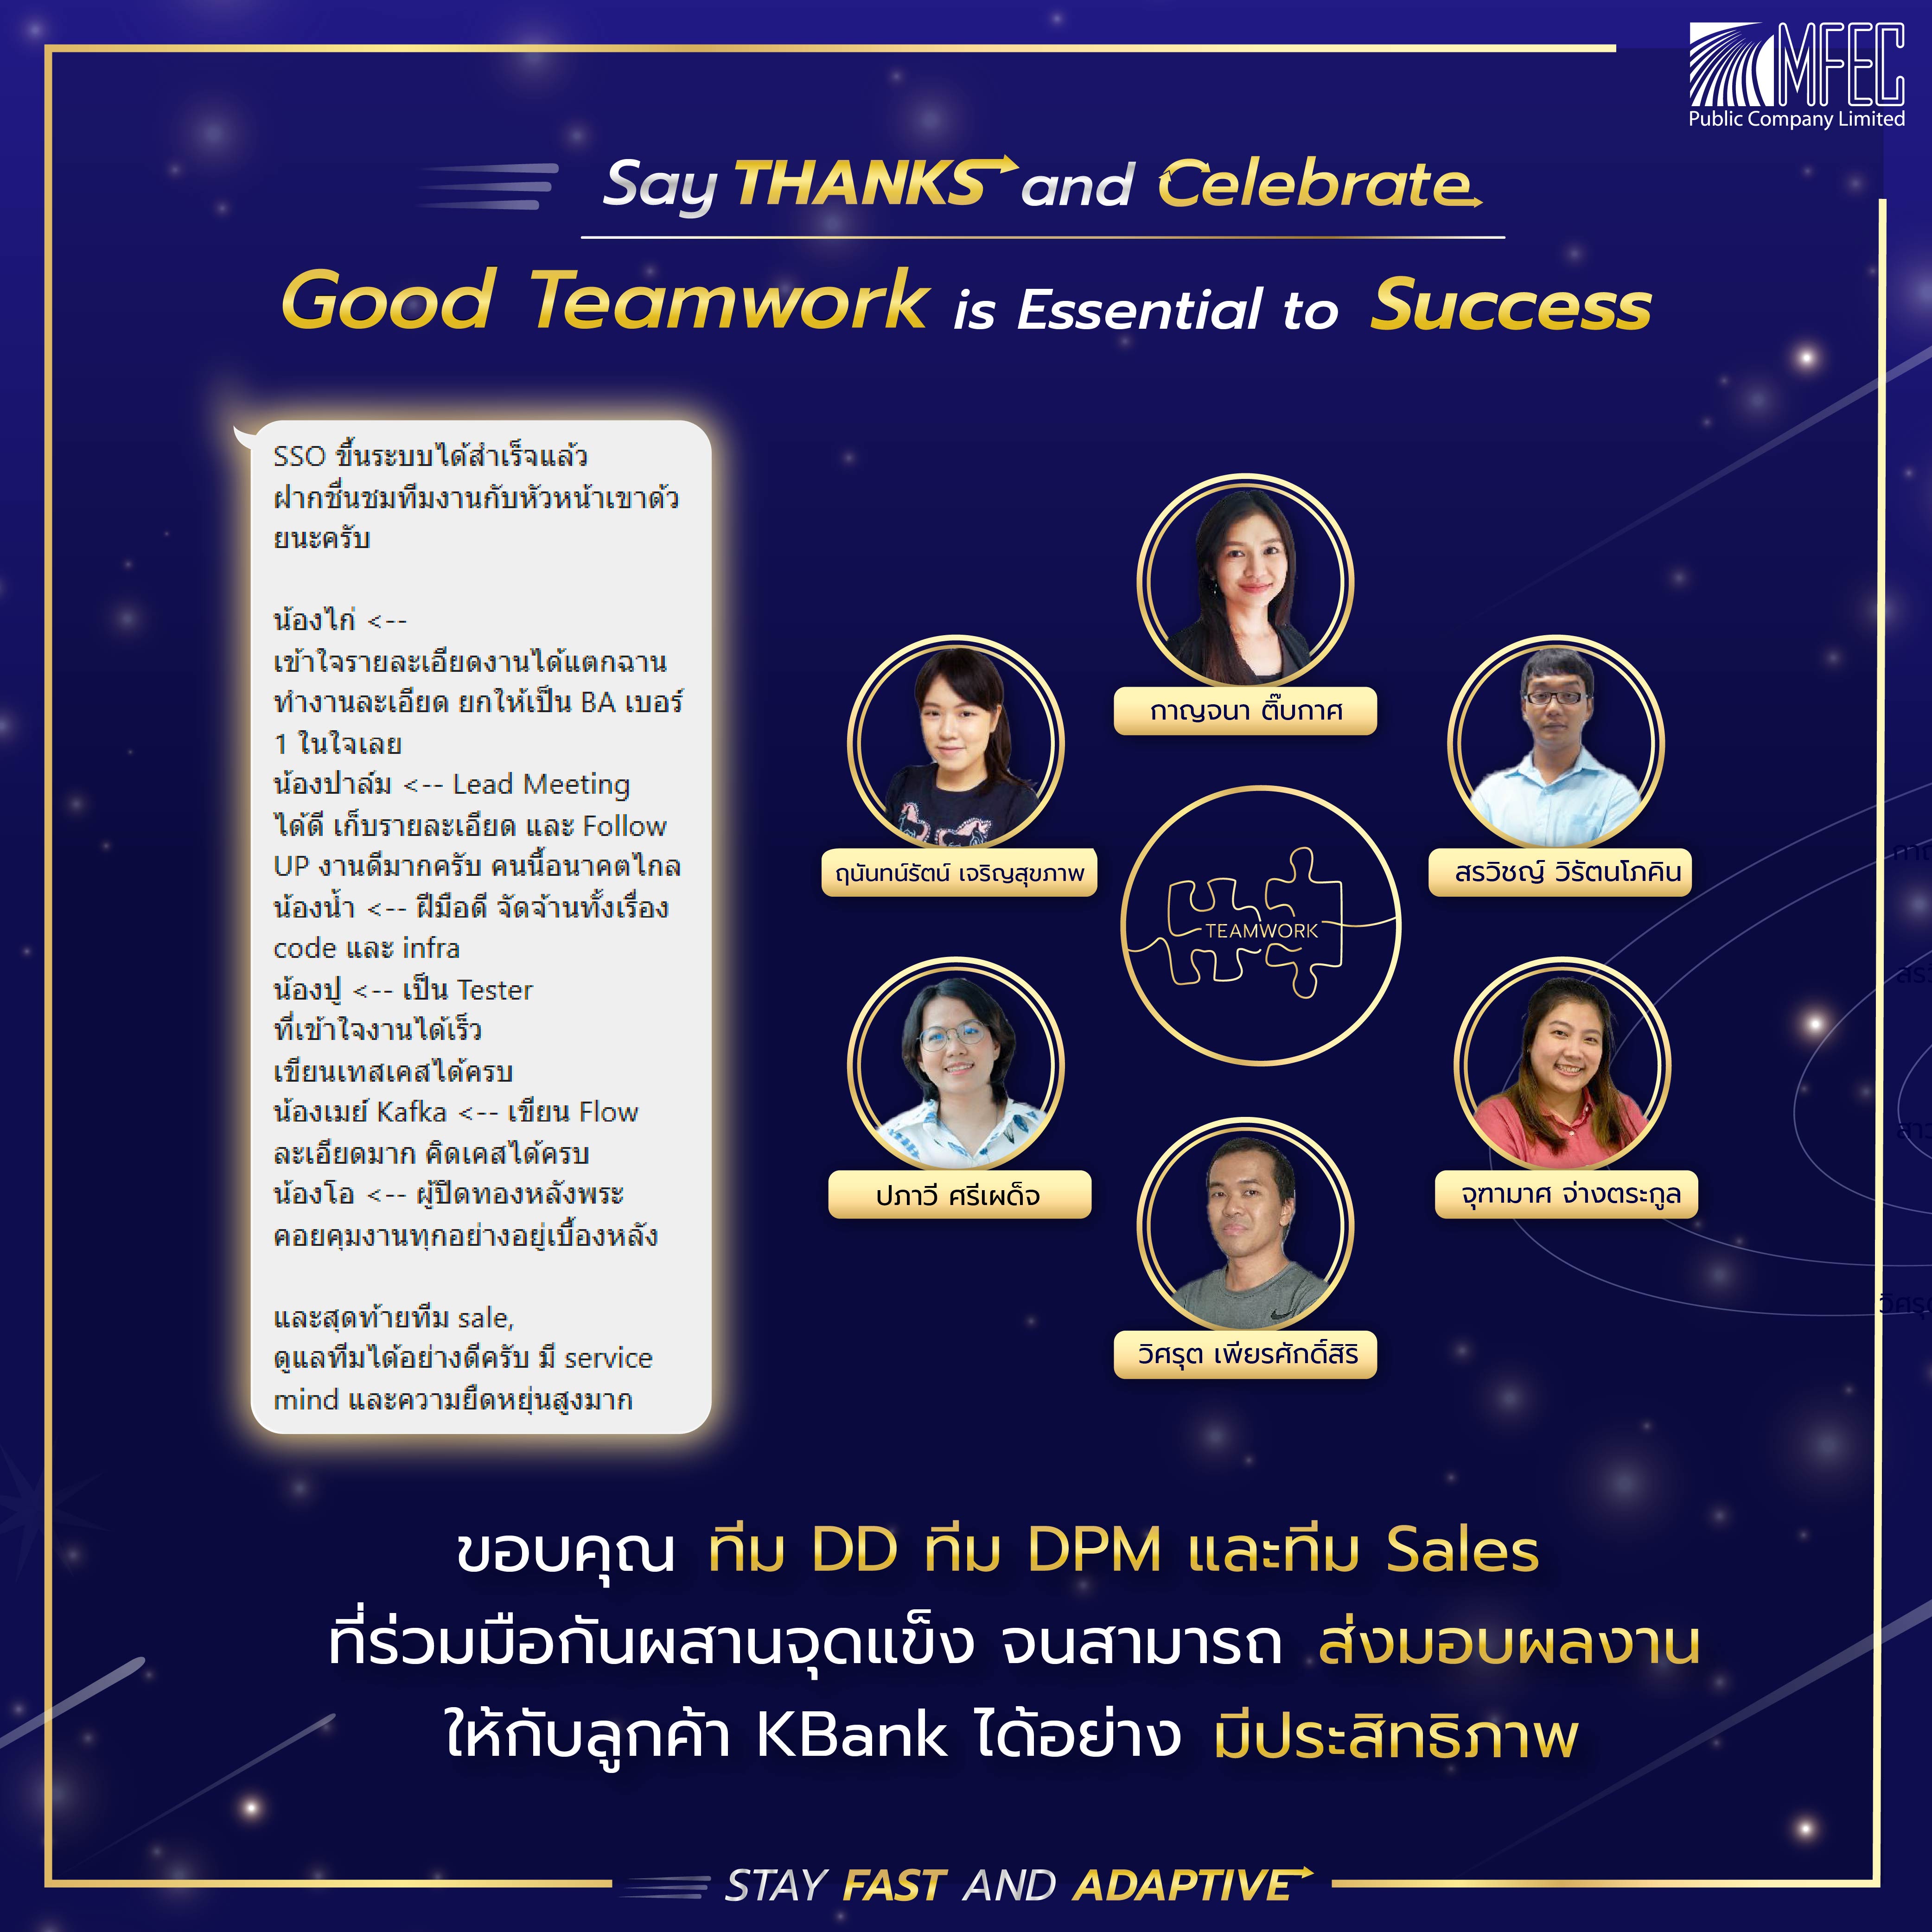 MFEC
Public Company Limited
Say THANKS and Celebrate
Good Teamwork is Essential to Success
SSO ขึ้นระบบได้สำเร็จแล้ว
ฝากชื่นชมทีมงานกับหัวหน้าเขาด้ว
ยนะครับ
น้องไก่ <--
เข้าใจรายละเอียดงานได้แตกฉาน
ทำงานละเอียด ยกให้เป็น BA เบอร์
1 ในใจเลย
น้องปาล์ม <-- Lead Meeting
ได้ดี เก็บรายละเอียด และ Follow
UP งานดีมากครับ คนนี้อนาคตไกล
น้องน้ำ <-- ฝีมือดี จัดจ้านทั้งเรื่อง
code และ infra
น้องปู <-- เป็น Tester
ที่เข้าใจงานได้เร็ว
เขียนเทสเคสได้ครบ
น้องเมย์ Kafka <-- เขียน Flow
ละเอียดมาก คิดเคสได้ครบ
น้องโอ <-- ผู้ปิดทองหลังพระ
คอยคุมงานทุกอย่างอยู่เบื้องหลัง
และสุดท้ายทีม sale,
ดูแลทีมได้อย่างดีครับ มี service
mind และความยืดหยุ่นสูงมาก
กาญจนา ติ๊บกาศ
ฤนันทน์รัตน์ เจริญสุขภาพ
สรวิชญ์ วิรัตนโภคิน
TEAMWORK
ปภาวี ศรีเผด็จ
จุฑามาศ จ่างตระกูล
วิศรุต เพียรศักดิ์สิริ
ขอบคุณ ทีม DD ทีม DPM และทีม Sales
ที่ร่วมมือกันผสานจุดแข็ง จนสามารถ ส่งมอบผลงาน
ให้กับลูกค้า KBank ได้อย่าง มีประสิทธิภาพ
STAY FAST AND ADAPTIVE